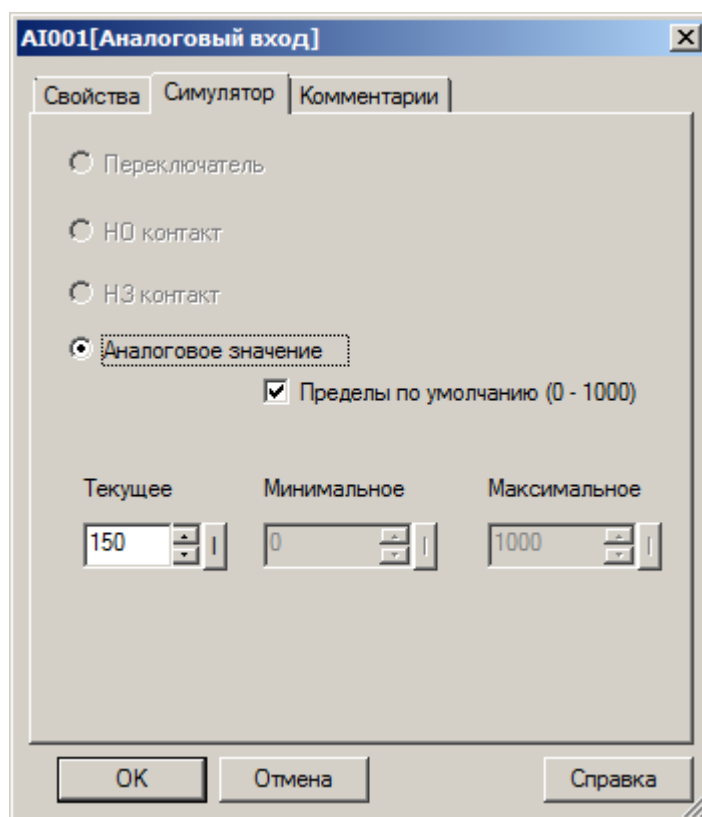 AI001[Аналоговый вход]
Свойства Симулятор Комментарии
Переключатель
НО контакт
НЗ контакт
Аналоговое значение
Пределы по умолчанию (0 - 1000)
Текущее Минимальное Максимальное
150 0 1000
OK Отмена Справка